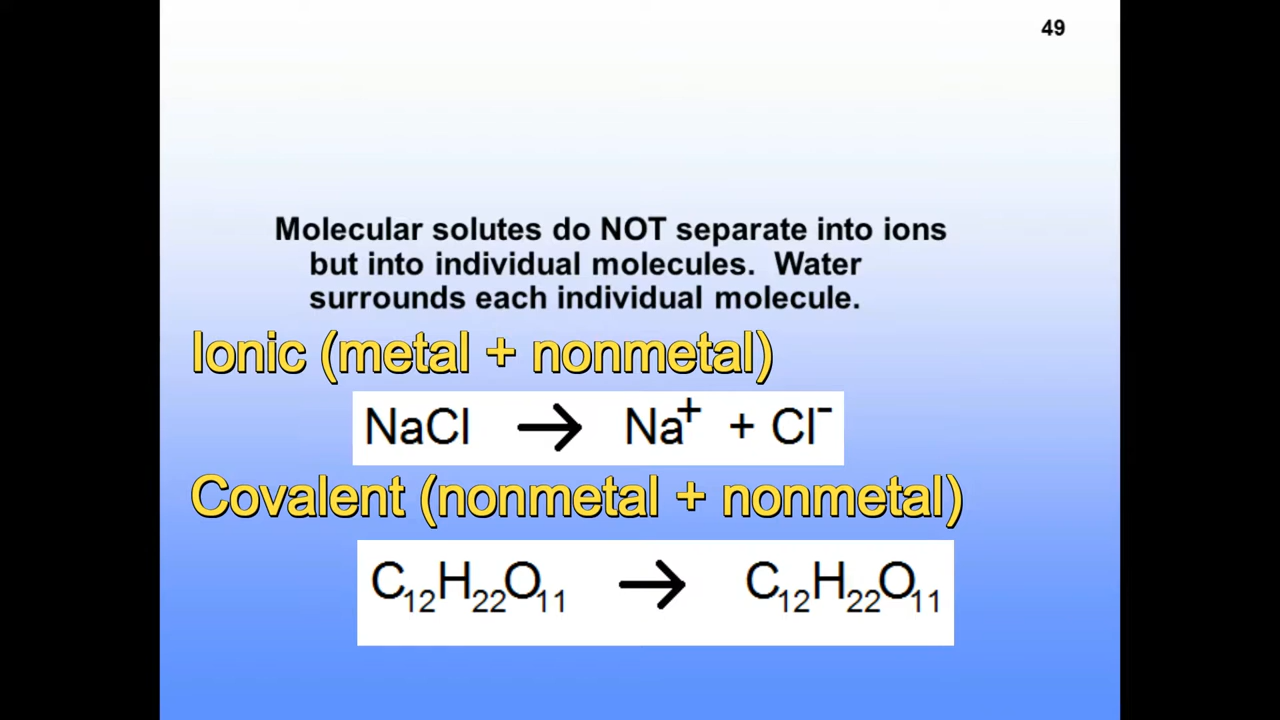 49
Molecular solutes do NOT separate into ions
but into individual molecules. Water
surrounds each individual molecule.
Ionic (metal + nonmetal)
NaCl → Na⁺ + Cl⁻
Covalent (nonmetal + nonmetal)
C₁₂H₂₂O₁₁ → C₁₂H₂₂O₁₁